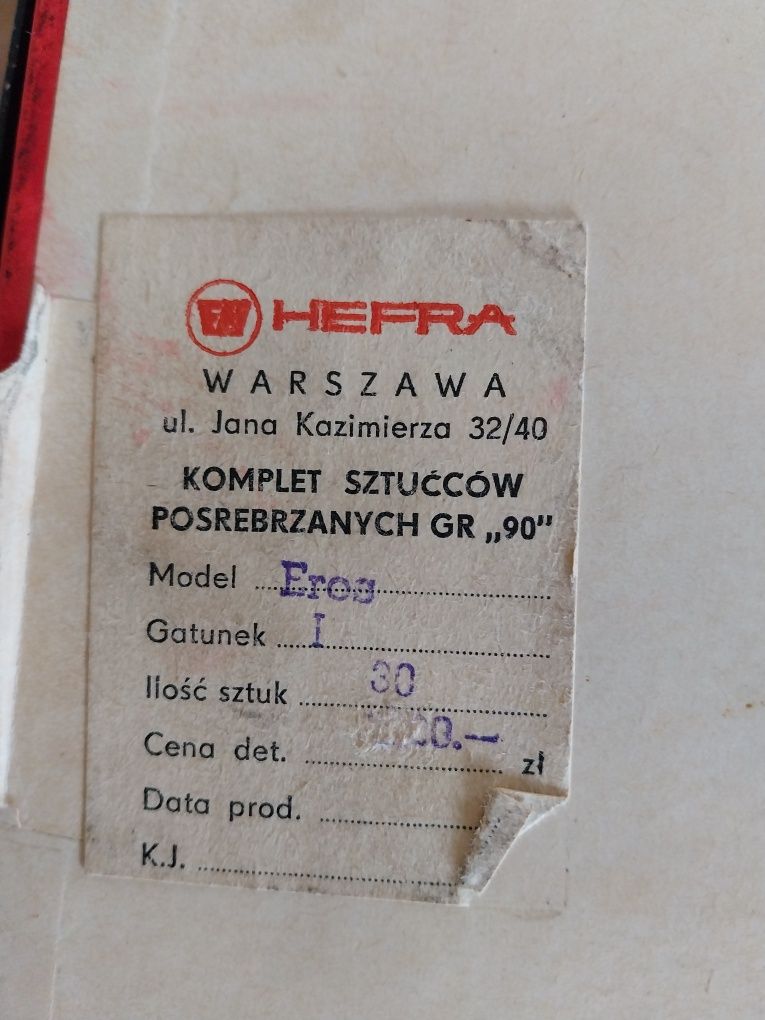 HEFRA
WARSZAWA
ul. Jana Kazimierza 32/40
KOMPLET SZTUĆCÓW
POSREBRZANYCH GR „90”
Model Eros
Gatunek I
Ilość sztuk 30
Cena det. zł
Data prod.
K.J.